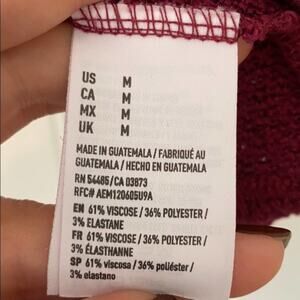 US M
CA M
MX M
UK M
MADE IN GUATEMALA / FABRIQUÉ AU
GUATEMALA / HECHO EN GUATEMALA
RN 54485/CA 03873
RFC# AEM120605U9A
EN 61% VISCOSE / 36% POLYESTER /
3% ELASTANE
FR 61% VISCOSE / 36% POLYESTER /
3% ÉLASTHANNE
SP 61% viscosa / 36% poliéster /
3% elastano